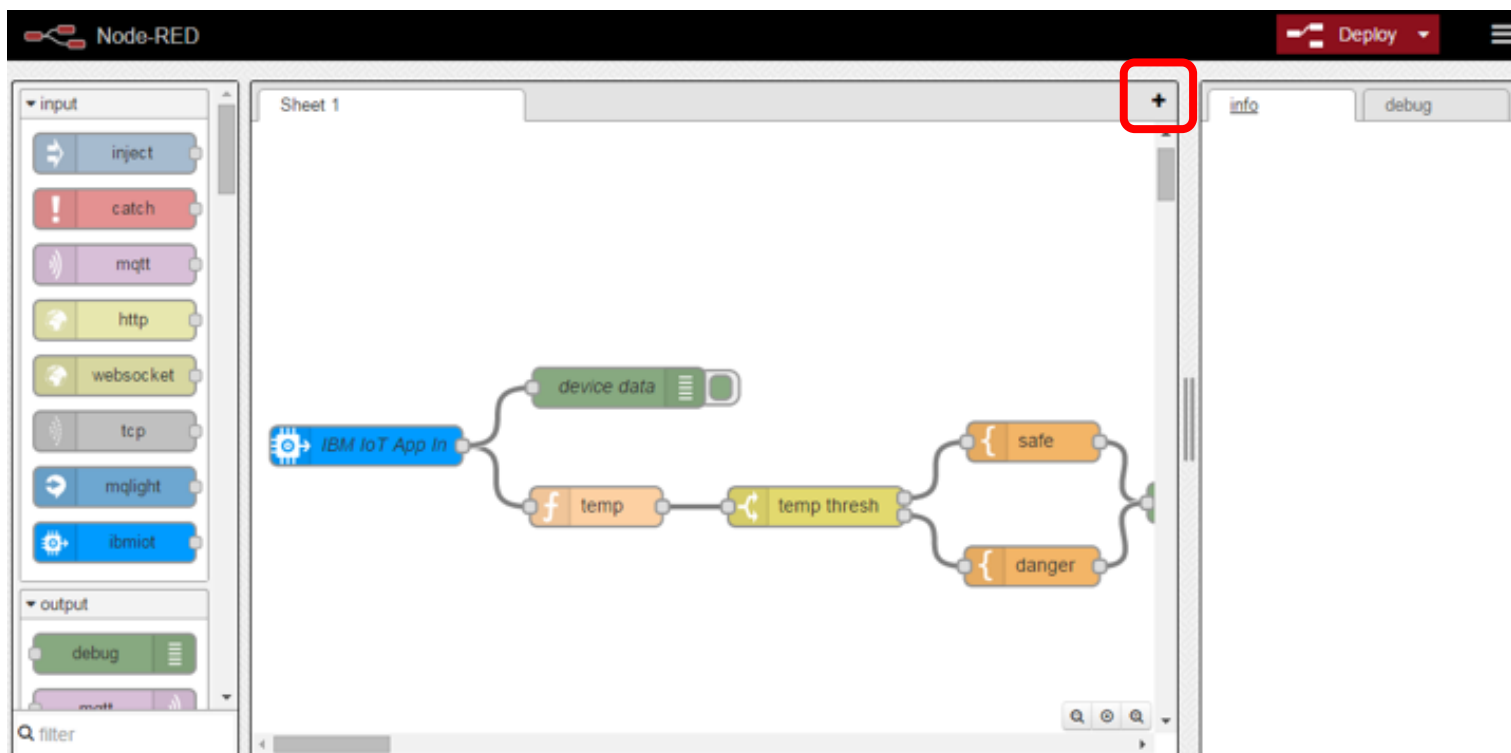 Node-RED
Deploy
input
inject
catch
mqtt
http
websocket
tcp
mqlight
ibmiot
output
debug
mqtt
filter
Sheet 1
IBM IoT App In
device data
temp
temp thresh
safe
danger
info
debug